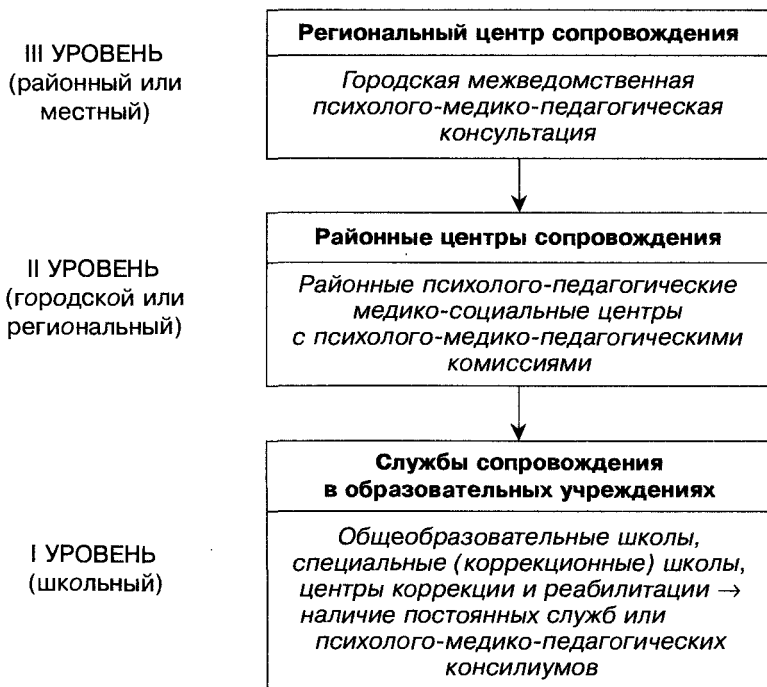 III УРОВЕНЬ
(районный или
местный)
Региональный центр сопровождения
Городская межведомственная
психолого-медико-педагогическая
консультация
II УРОВЕНЬ
(городской или
региональный)
Районные центры сопровождения
Районные психолого-педагогические
медико-социальные центры
с психолого-медико-педагогическими
комиссиями
I УРОВЕНЬ
(школьный)
Службы сопровождения
в образовательных учреждениях
Общеобразовательные школы,
специальные (коррекционные) школы,
центры коррекции и реабилитации →
наличие постоянных служб или
психолого-медико-педагогических
консилиумов